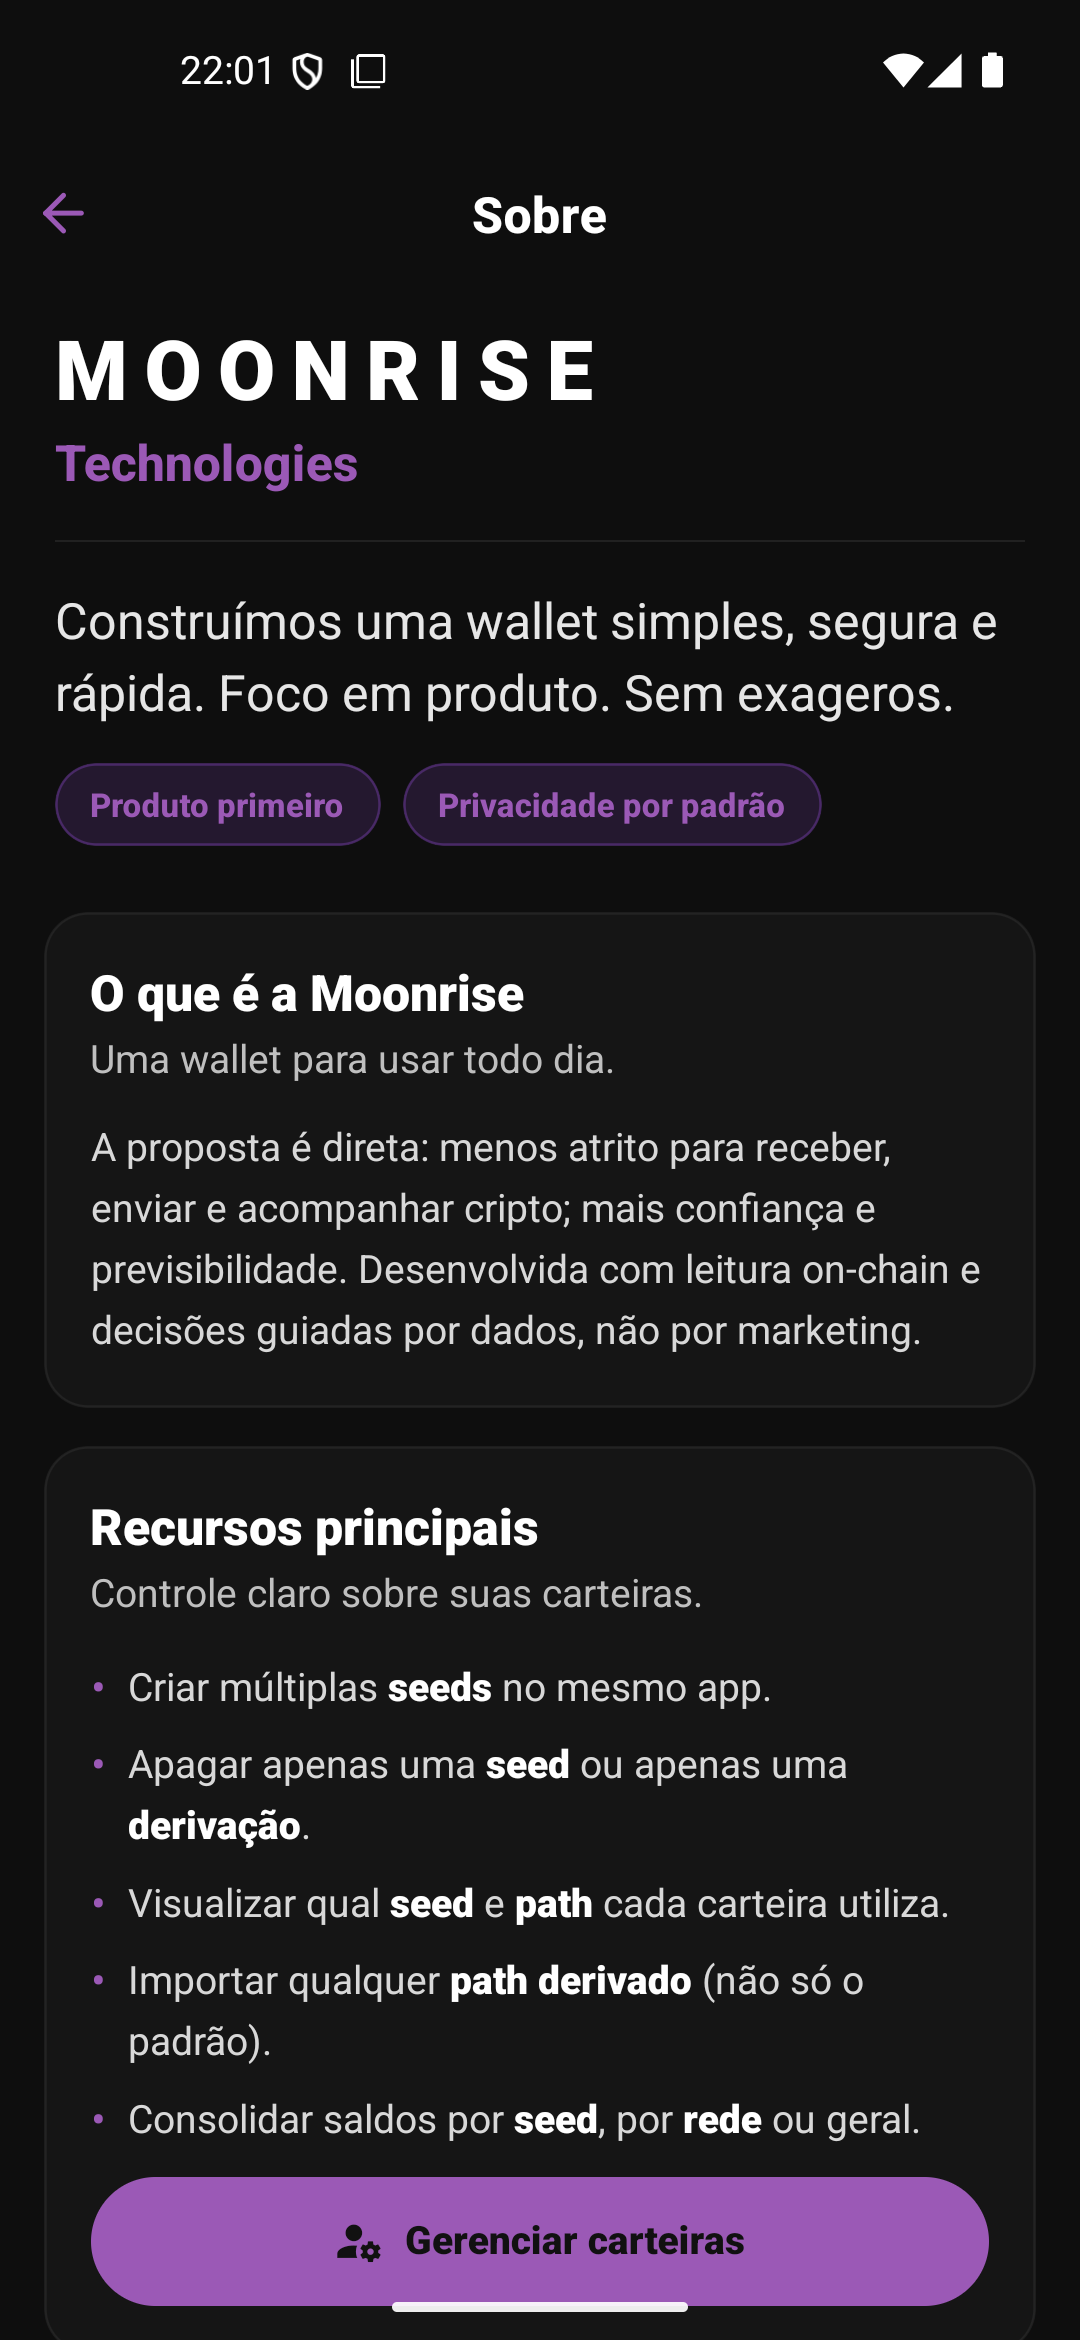 22:01
Sobre
MOONRISE
Technologies
Construímos uma wallet simples, segura e
rápida. Foco em produto. Sem exageros.
Produto primeiro
Privacidade por padrão
O que é a Moonrise
Uma wallet para usar todo dia.
A proposta é direta: menos atrito para receber,
enviar e acompanhar cripto; mais confiança e
previsibilidade. Desenvolvida com leitura on-chain e
decisões guiadas por dados, não por marketing.
Recursos principais
Controle claro sobre suas carteiras.
• Criar múltiplas seeds no mesmo app.
• Apagar apenas uma seed ou apenas uma
derivação.
• Visualizar qual seed e path cada carteira utiliza.
• Importar qualquer path derivado (não só o
padrão).
• Consolidar saldos por seed, por rede ou geral.
Gerenciar carteiras